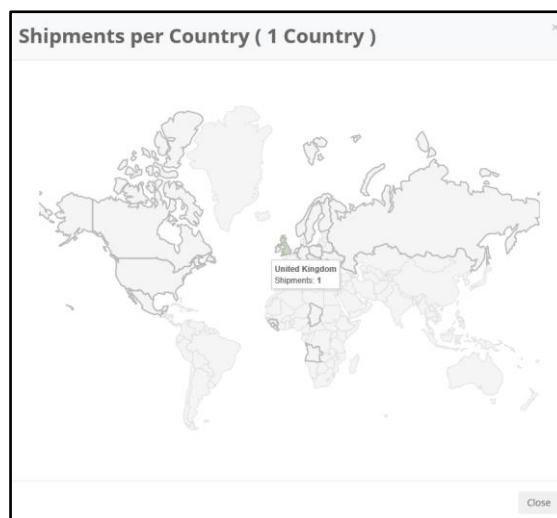 Shipments per Country ( 1 Country )
×
United Kingdom
Shipments: 1
Close